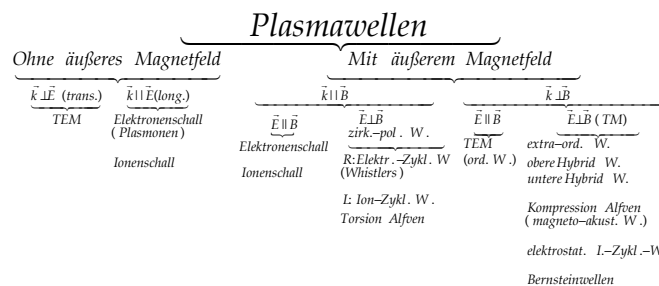 Plasmawellen
Ohne äußeres Magnetfeld
Mit äußerem Magnetfeld
k⃗ ⊥E⃗ (trans.)
TEM
k⃗ || E⃗(long.)
Elektronenschall
( Plasmonen )
Ionenschall
k⃗ || B⃗
E⃗ || B⃗
Elektronenschall
Ionenschall
E⃗⊥B⃗
zirk.–pol . W .
R:Elektr .–Zykl . W
(Whistlers )
L: Ion–Zykl . W .
Torsion Alfven
k⃗ ⊥B⃗
E⃗ || B⃗
TEM
(ord. W .)
E⃗⊥B⃗ ( TM )
extra–ord . W.
obere Hybrid W.
untere Hybrid W.
Kompression Alfven
( magneto–akust . W .)
elektrostat. I.–Zykl .–W
Bernsteinwellen